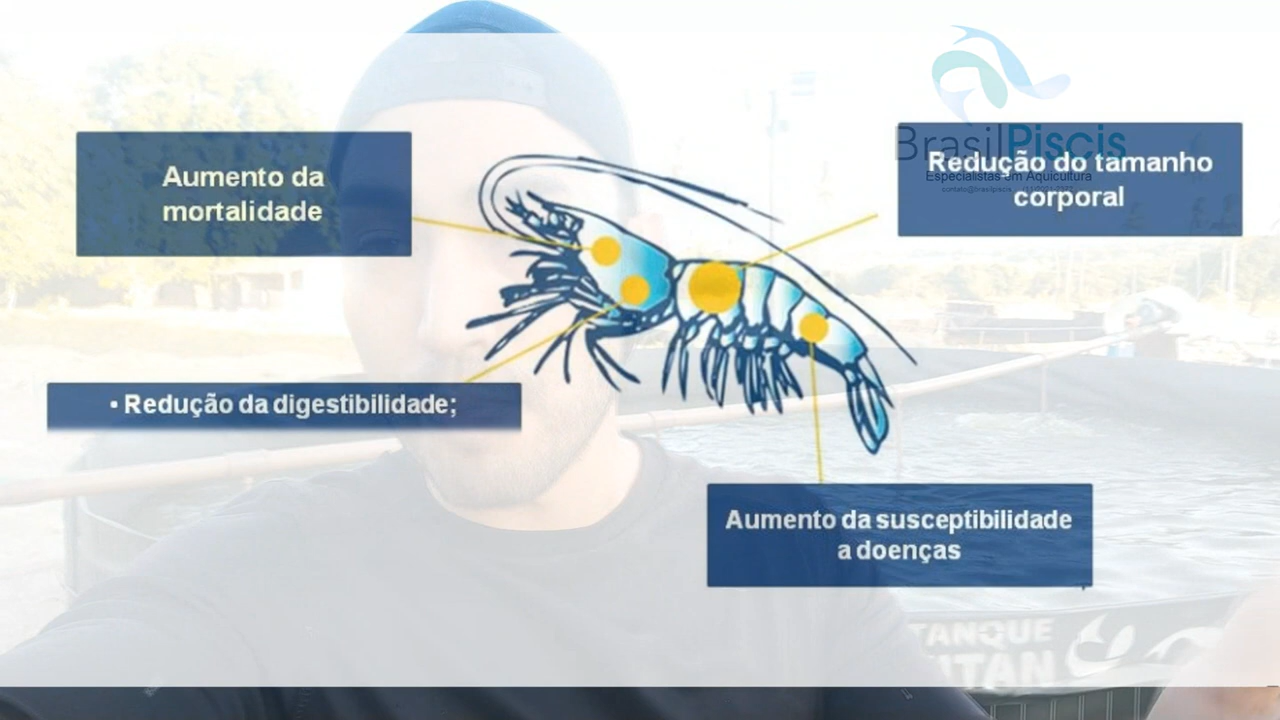 BrasilPiscis
Especialistas em Aquicultura
Aumento da
mortalidade
Redução do tamanho
corporal
• Redução da digestibilidade;
Aumento da susceptibilidade
a doenças
TANQUE